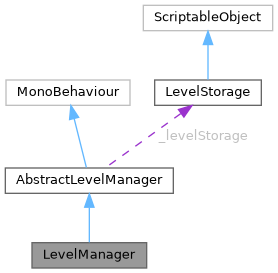 ScriptableObject
MonoBehaviour
LevelStorage
_levelStorage
AbstractLevelManager
LevelManager